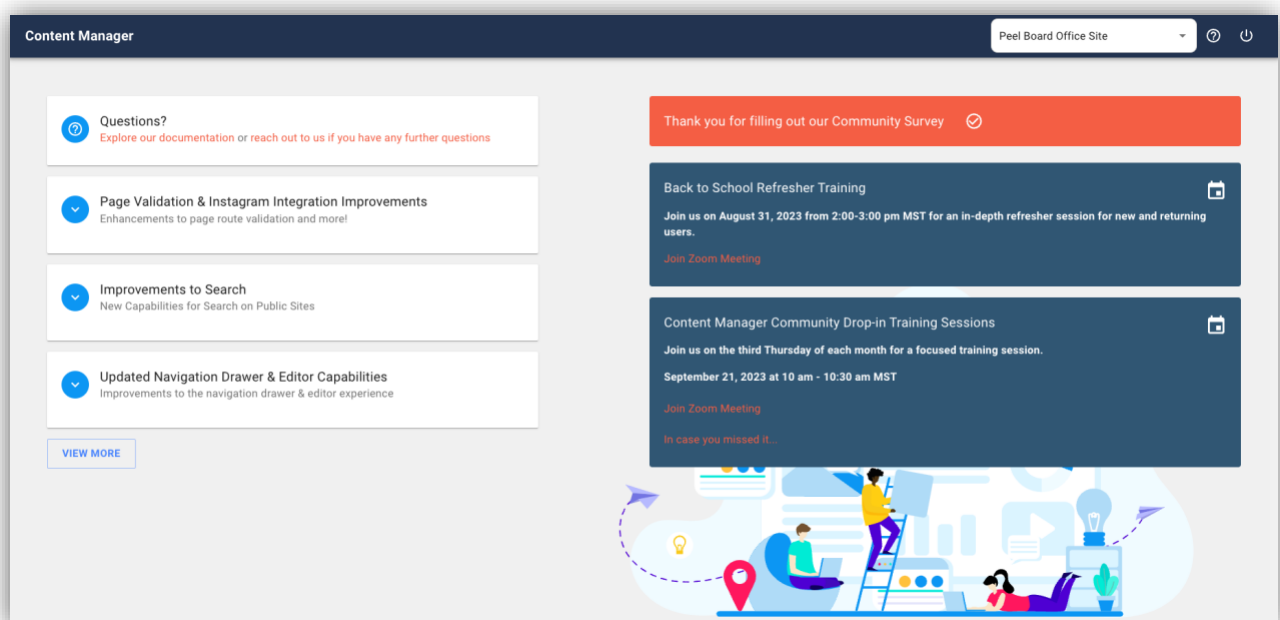 Content Manager
Peel Board Office Site
Questions?
Explore our documentation or reach out to us if you have any further questions
Page Validation & Instagram Integration Improvements
Enhancements to page route validation and more!
Improvements to Search
New Capabilities for Search on Public Sites
Updated Navigation Drawer & Editor Capabilities
Improvements to the navigation drawer & editor experience
VIEW MORE
Thank you for filling out our Community Survey
Back to School Refresher Training
Join us on August 31, 2023 from 2:00-3:00 pm MST for an in-depth refresher session for new and returning
users.
Join Zoom Meeting
Content Manager Community Drop-in Training Sessions
Join us on the third Thursday of each month for a focused training session.
September 21, 2023 at 10 am - 10:30 am MST
Join Zoom Meeting
In case you missed it...